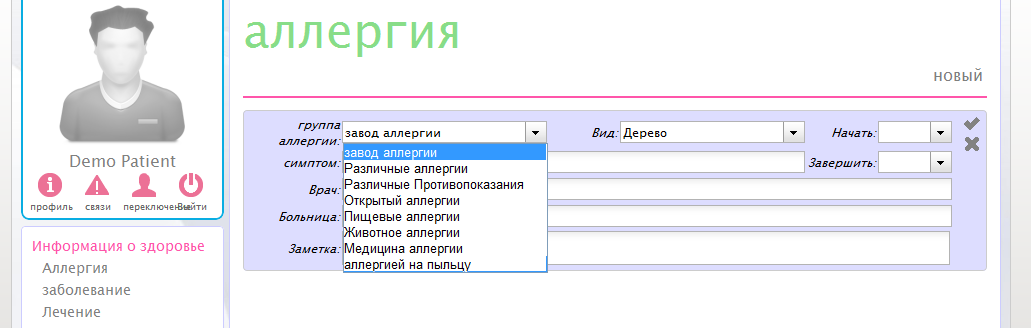 аллергия
новый
Demo Patient
профиль связи переключение Выйти
Информация о здоровье
Аллергия
заболевание
Лечение
группа аллергии: завод аллергии Вид: Дерево Начать:
симптом: Завершить:
Врач:
Больница:
Заметка:
завод аллергии
Различные аллергии
Различные Противопоказания
Открытый аллергии
Пищевые аллергии
Животное аллергии
Медицина аллергии
аллергией на пыльцу